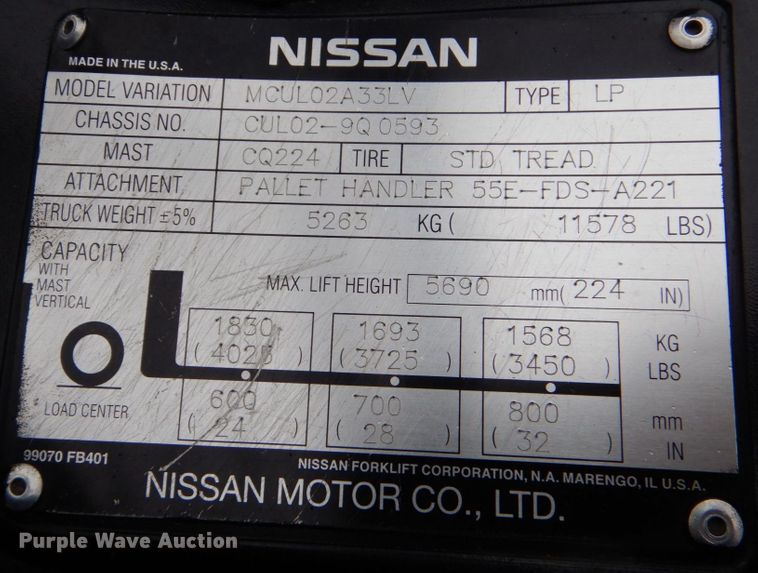 NISSAN
MADE IN THE U.S.A.
MODEL VARIATION MCUL02A33LV TYPE LP
CHASSIS NO. CUL02-9Q0593
MAST CQ224 TIRE STD TREAD
ATTACHMENT PALLET HANDLER 55E-FDS-A221
TRUCK WEIGHT ±5% 5263 KG ( 11578 LBS)
CAPACITY
WITH
MAST
VERTICAL
MAX. LIFT HEIGHT 5690 mm( 224 IN)
1830 1693 1568 KG
(4025) (3725) (3450) LBS
LOAD CENTER
600 700 800 mm
( 24 ) ( 28 ) ( 32 ) IN
99070 FB401
NISSAN FORKLIFT CORPORATION, N.A. MARENGO, IL U.S.A.
NISSAN MOTOR CO., LTD.
Purple Wave Auction